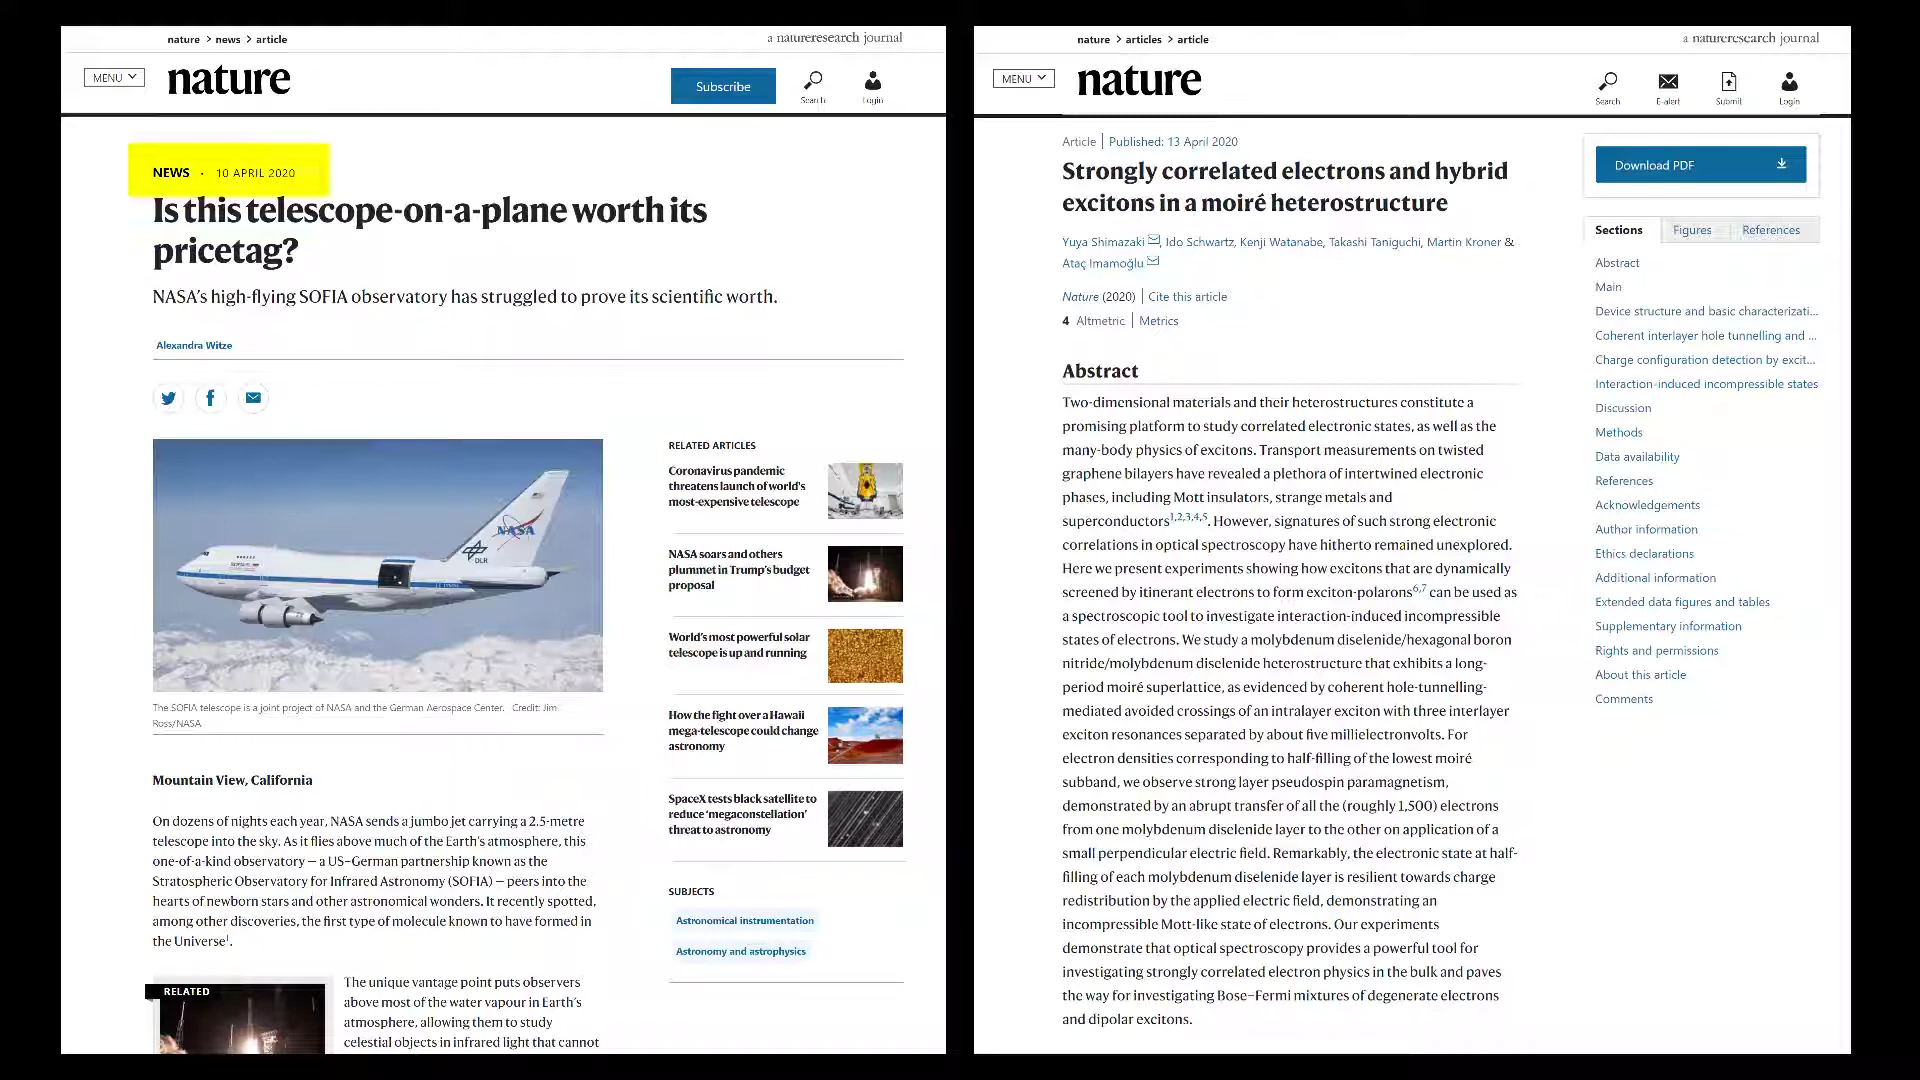 nature > news > article
a natureresearch journal
MENU
nature
Subscribe
Search
Login
NEWS · 10 APRIL 2020
Is this telescope-on-a-plane worth its
pricetag?
NASA's high-flying SOFIA observatory has struggled to prove its scientific worth.
Alexandra Witze
NASA
DLR
The SOFIA telescope is a joint project of NASA and the German Aerospace Center. Credit: Jim
Ross/NASA
Mountain View, California
On dozens of nights each year, NASA sends a jumbo jet carrying a 2.5-metre
telescope into the sky. As it flies above much of the Earth's atmosphere, this
one-of-a-kind observatory — a US–German partnership known as the
Stratospheric Observatory for Infrared Astronomy (SOFIA) — peers into the
hearts of newborn stars and other astronomical wonders. It recently spotted,
among other discoveries, the first type of molecule known to have formed in
the Universe¹.
RELATED
The unique vantage point puts observers
above most of the water vapour in Earth's
atmosphere, allowing them to study
celestial objects in infrared light that cannot
RELATED ARTICLES
Coronavirus pandemic
threatens launch of world's
most-expensive telescope
NASA soars and others
plummet in Trump's budget
proposal
World's most powerful solar
telescope is up and running
How the fight over a Hawaii
mega-telescope could change
astronomy
SpaceX tests black satellite to
reduce 'megaconstellation'
threat to astronomy
SUBJECTS
Astronomical instrumentation
Astronomy and astrophysics
nature > articles > article
a natureresearch journal
MENU
nature
Search
E-alert
Submit
Login
Article | Published: 13 April 2020
Strongly correlated electrons and hybrid
excitons in a moiré heterostructure
Yuya Shimazaki, Ido Schwartz, Kenji Watanabe, Takashi Taniguchi, Martin Kroner &
Ataç Imamoğlu
Nature (2020) | Cite this article
4 Altmetric | Metrics
Abstract
Two-dimensional materials and their heterostructures constitute a
promising platform to study correlated electronic states, as well as the
many-body physics of excitons. Transport measurements on twisted
graphene bilayers have revealed a plethora of intertwined electronic
phases, including Mott insulators, strange metals and
superconductors1,2,3,4,5. However, signatures of such strong electronic
correlations in optical spectroscopy have hitherto remained unexplored.
Here we present experiments showing how excitons that are dynamically
screened by itinerant electrons to form exciton-polarons6,7 can be used as
a spectroscopic tool to investigate interaction-induced incompressible
states of electrons. We study a molybdenum diselenide/hexagonal boron
nitride/molybdenum diselenide heterostructure that exhibits a long-
period moiré superlattice, as evidenced by coherent hole-tunnelling-
mediated avoided crossings of an intralayer exciton with three interlayer
exciton resonances separated by about five millielectronvolts. For
electron densities corresponding to half-filling of the lowest moiré
subband, we observe strong layer pseudospin paramagnetism,
demonstrated by an abrupt transfer of all the (roughly 1,500) electrons
from one molybdenum diselenide layer to the other on application of a
small perpendicular electric field. Remarkably, the electronic state at half-
filling of each molybdenum diselenide layer is resilient towards charge
redistribution by the applied electric field, demonstrating an
incompressible Mott-like state of electrons. Our experiments
demonstrate that optical spectroscopy provides a powerful tool for
investigating strongly correlated electron physics in the bulk and paves
the way for investigating Bose–Fermi mixtures of degenerate electrons
and dipolar excitons.
Download PDF
Sections
Figures
References
Abstract
Main
Device structure and basic characterizati...
Coherent interlayer hole tunnelling and ...
Charge configuration detection by excit...
Interaction-induced incompressible states
Discussion
Methods
Data availability
References
Acknowledgements
Author information
Ethics declarations
Additional information
Extended data figures and tables
Supplementary information
Rights and permissions
About this article
Comments